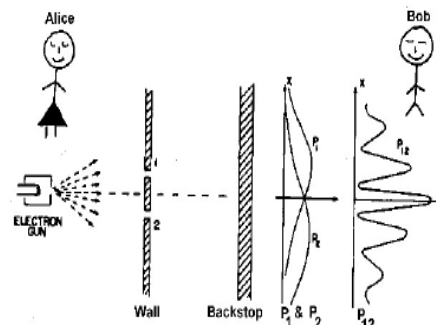 Alice
Bob
ELECTRON
GUN
1
2
Wall
Backstop
x
P1
P2
P1 & P2
x
P12
P12